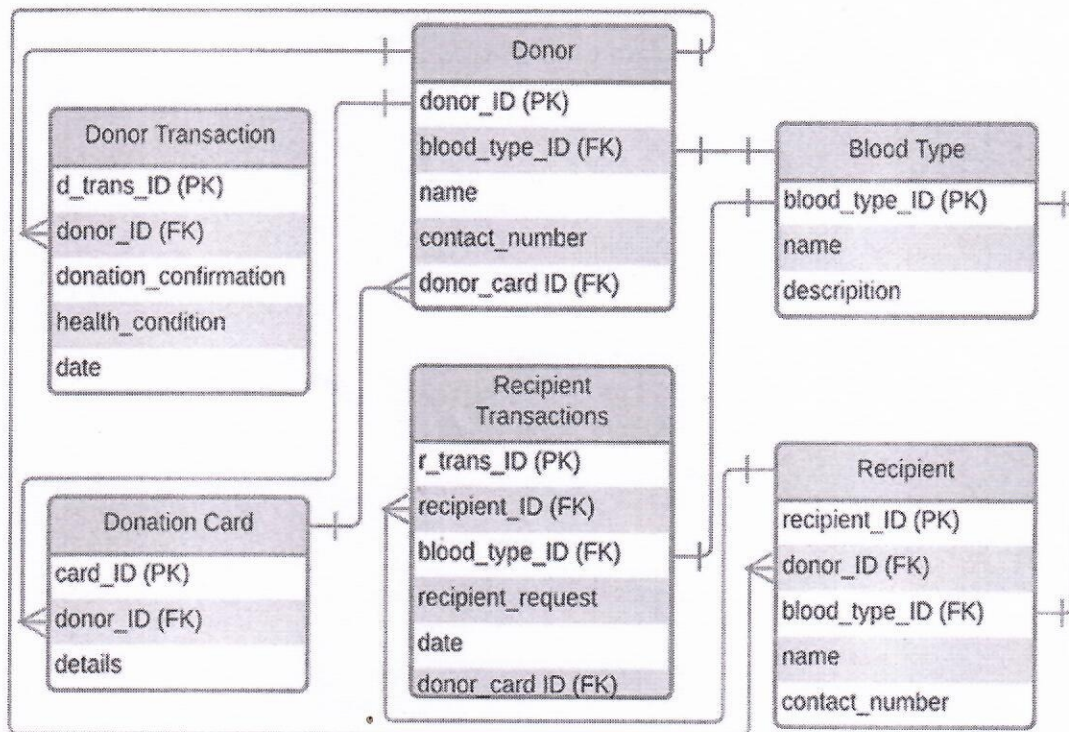 Donor
donor_ID (PK)
blood_type_ID (FK)
name
contact_number
donor_card ID (FK)
Donor Transaction
d_trans_ID (PK)
donor_ID (FK)
donation_confirmation
health_condition
date
Blood Type
blood_type_ID (PK)
name
descripition
Recipient
Transactions
r_trans_ID (PK)
recipient_ID (FK)
blood_type_ID (FK)
recipient_request
date
donor_card ID (FK)
Donation Card
card_ID (PK)
donor_ID (FK)
details
Recipient
recipient_ID (PK)
donor_ID (FK)
blood_type_ID (FK)
name
contact_number